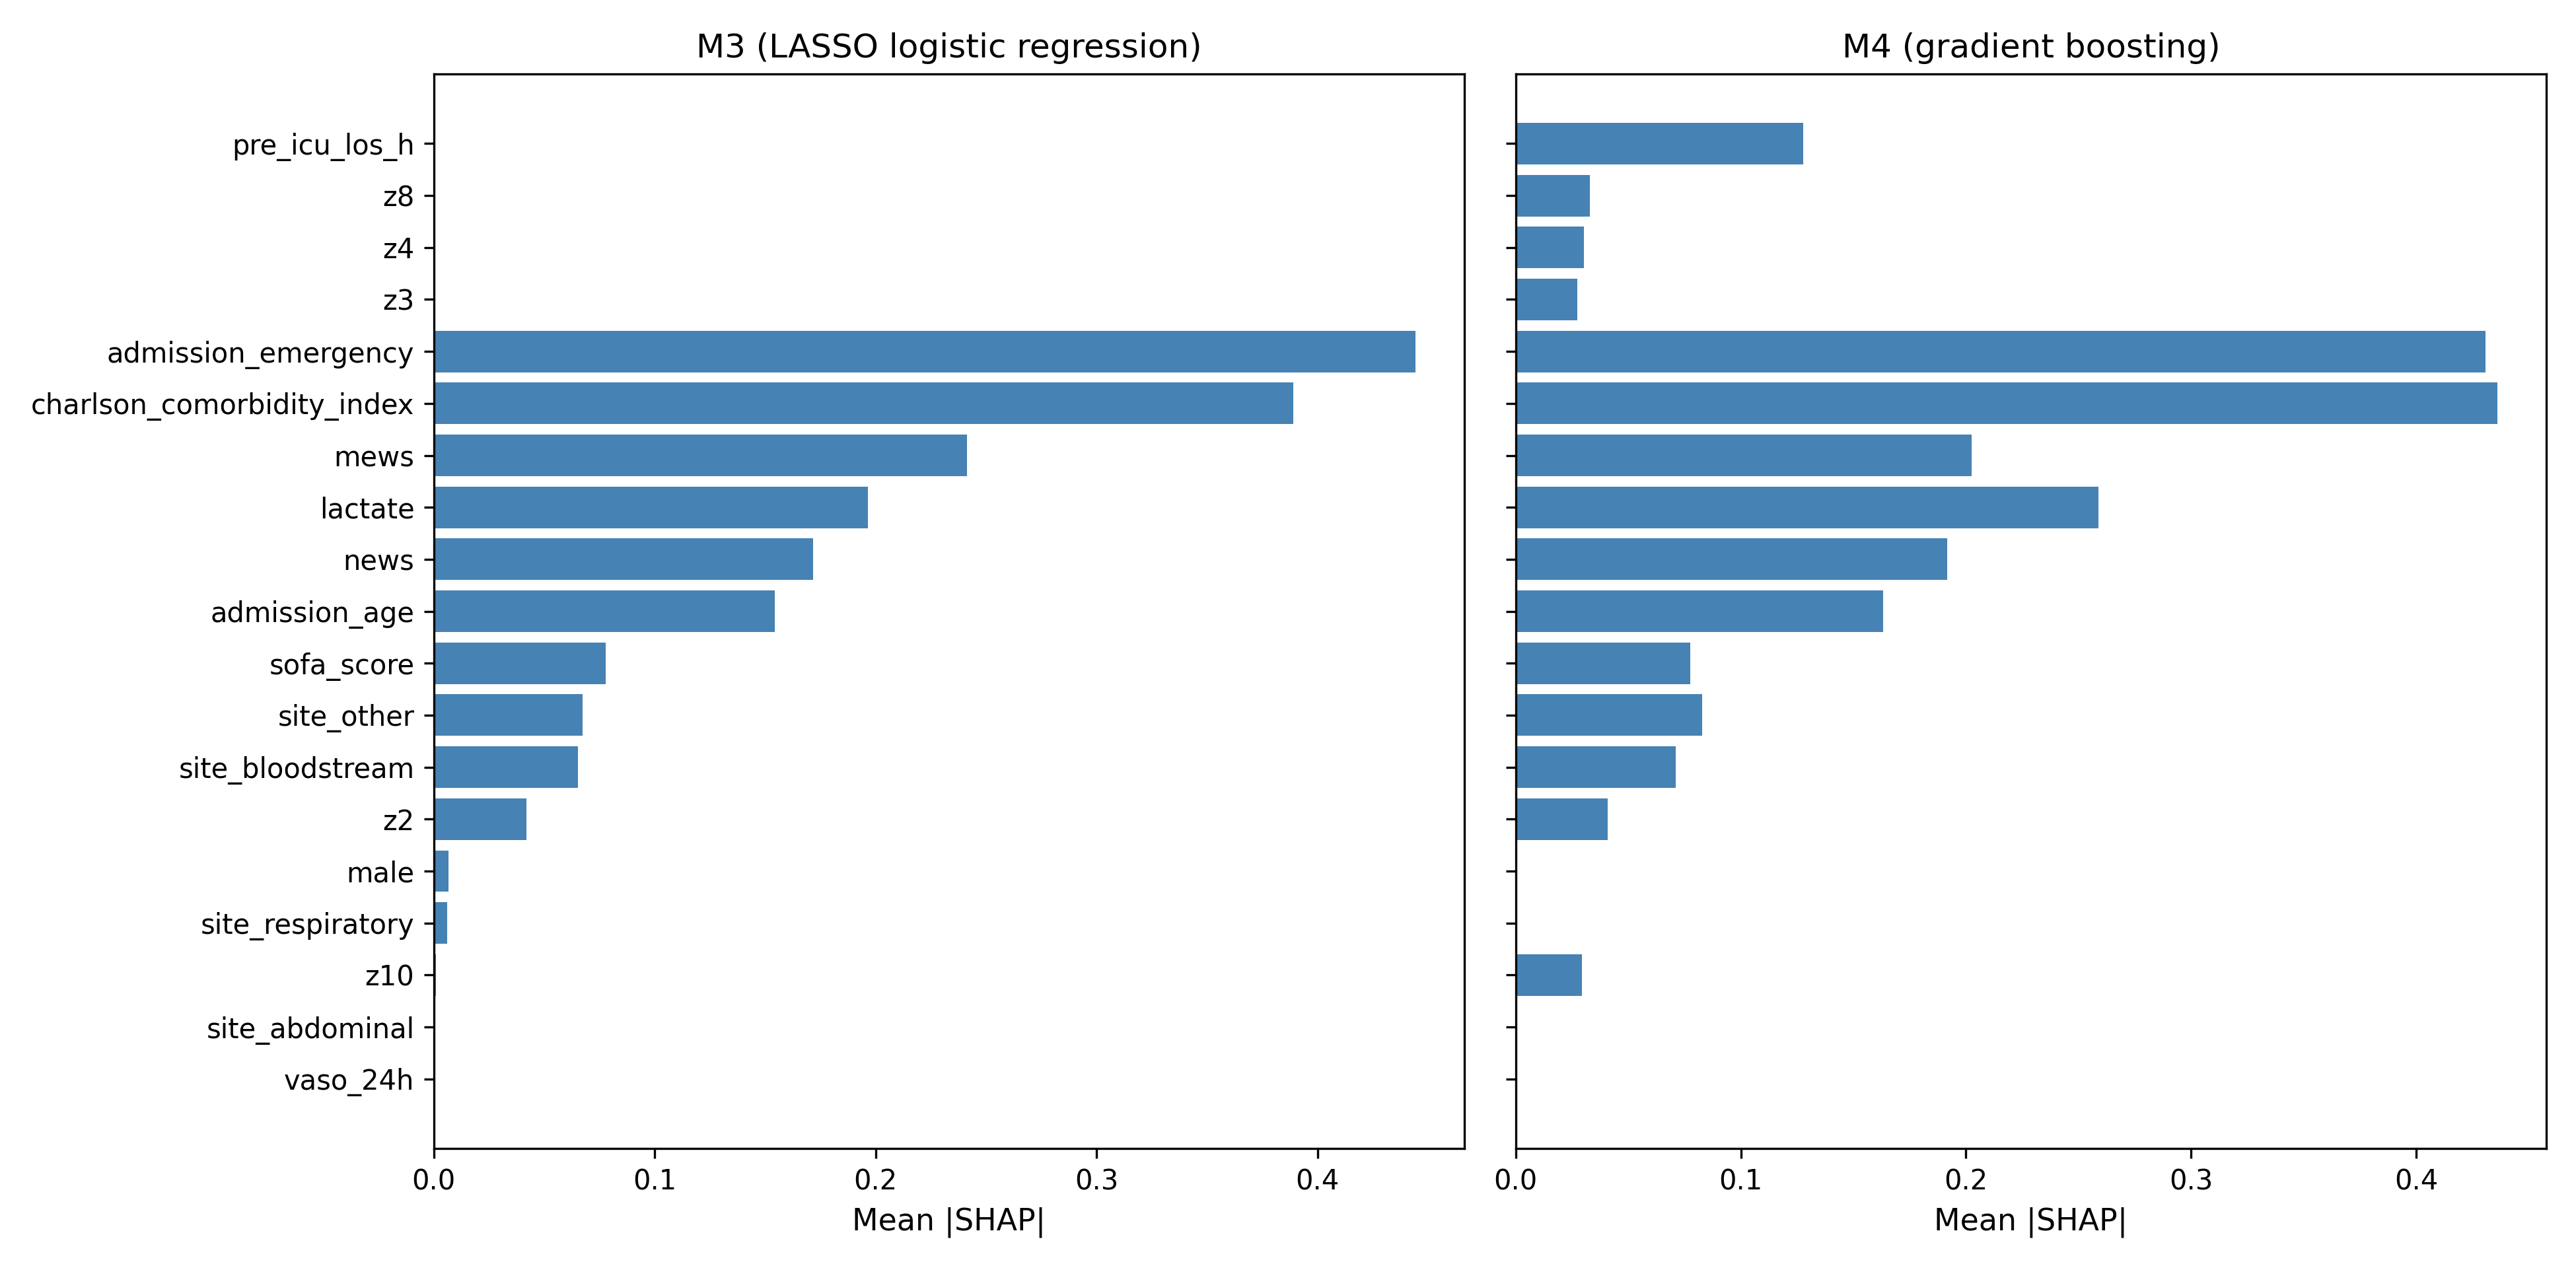 M3 (LASSO logistic regression)
M4 (gradient boosting)
pre_icu_los_h
z8
z4
z3
admission_emergency
charlson_comorbidity_index
mews
lactate
news
admission_age
sofa_score
site_other
site_bloodstream
z2
male
site_respiratory
z10
site_abdominal
vaso_24h
0.0 0.1 0.2 0.3 0.4
0.0 0.1 0.2 0.3 0.4
Mean |SHAP|
Mean |SHAP|